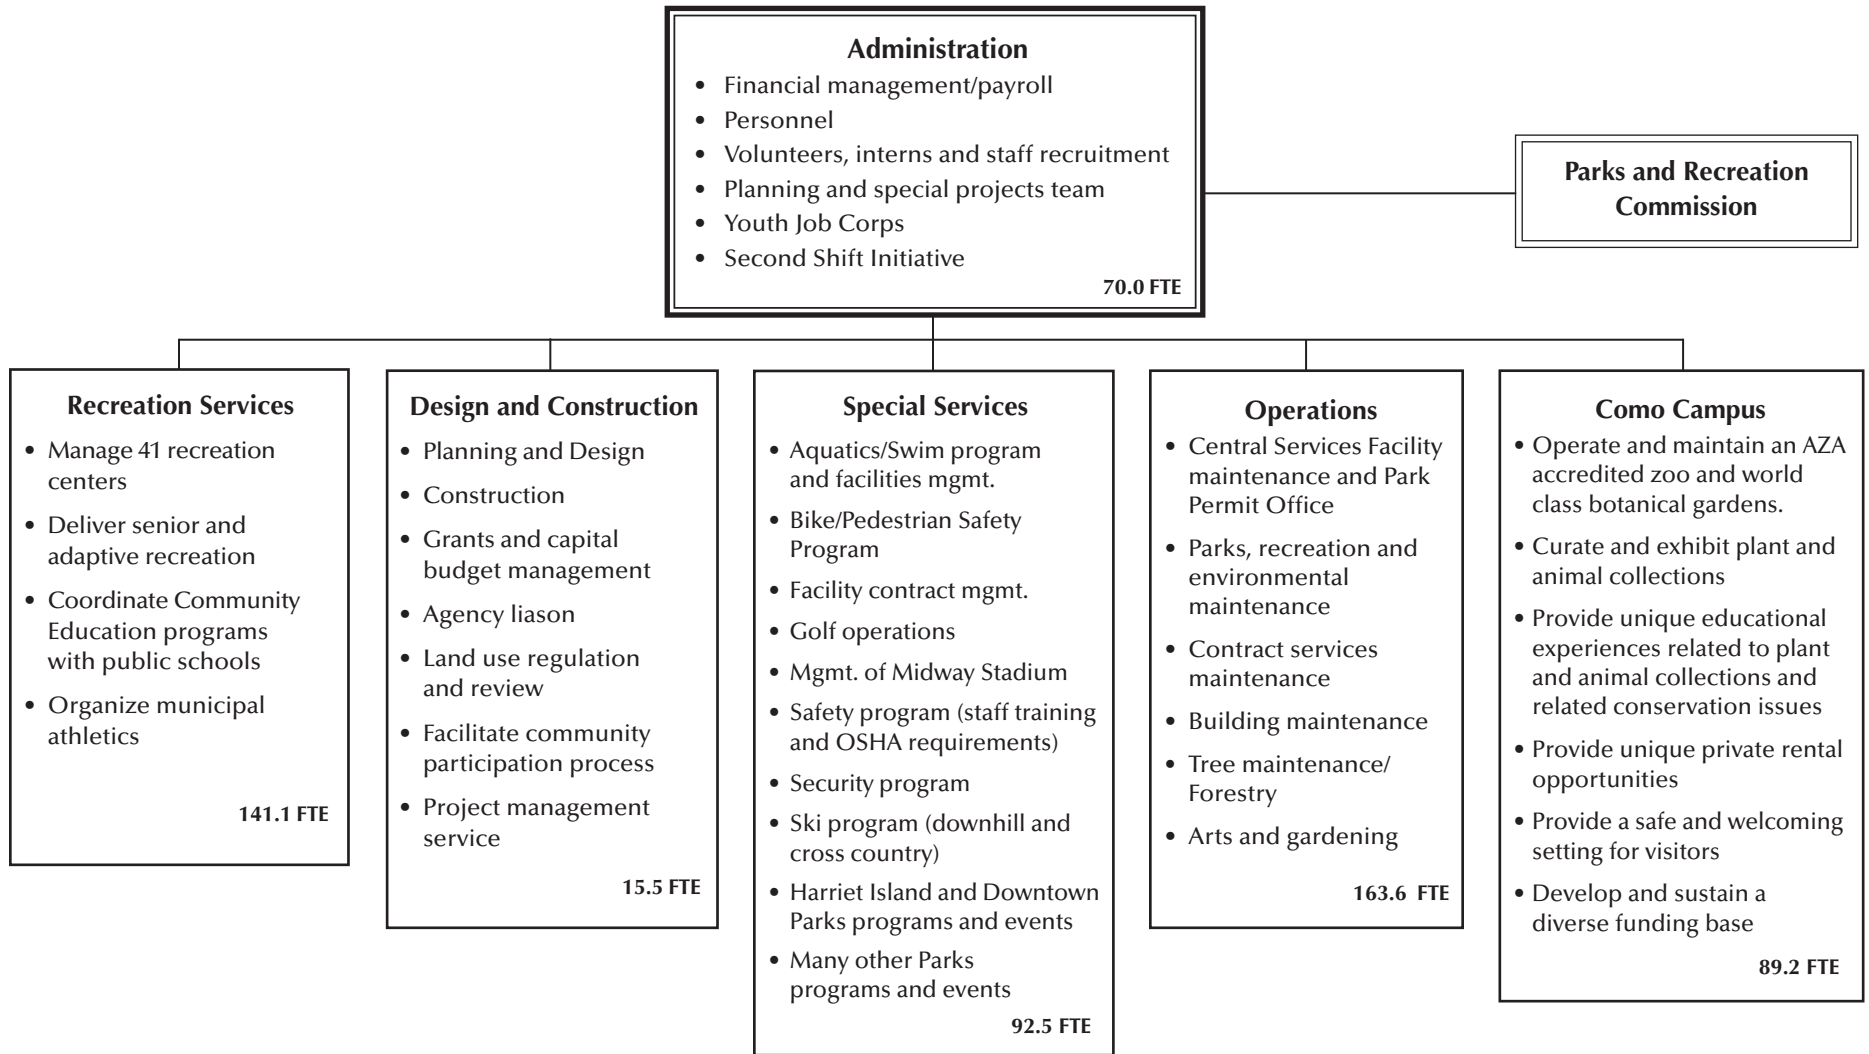 Administration
• Financial management/payroll
• Personnel
• Volunteers, interns and staff recruitment
• Planning and special projects team
• Youth Job Corps
• Second Shift Initiative
70.0 FTE
Parks and Recreation
Commission
Recreation Services
• Manage 41 recreation
centers
• Deliver senior and
adaptive recreation
• Coordinate Community
Education programs
with public schools
• Organize municipal
athletics
141.1 FTE
Design and Construction
• Planning and Design
• Construction
• Grants and capital
budget management
• Agency liason
• Land use regulation
and review
• Facilitate community
participation process
• Project management
service
15.5 FTE
Special Services
• Aquatics/Swim program
and facilities mgmt.
• Bike/Pedestrian Safety
Program
• Facility contract mgmt.
• Golf operations
• Mgmt. of Midway Stadium
• Safety program (staff training
and OSHA requirements)
• Security program
• Ski program (downhill and
cross country)
• Harriet Island and Downtown
Parks programs and events
• Many other Parks
programs and events
92.5 FTE
Operations
• Central Services Facility
maintenance and Park
Permit Office
• Parks, recreation and
environmental
maintenance
• Contract services
maintenance
• Building maintenance
• Tree maintenance/
Forestry
• Arts and gardening
163.6 FTE
Como Campus
• Operate and maintain an AZA
accredited zoo and world
class botanical gardens.
• Curate and exhibit plant and
animal collections
• Provide unique educational
experiences related to plant
and animal collections and
related conservation issues
• Provide unique private rental
opportunities
• Provide a safe and welcoming
setting for visitors
• Develop and sustain a
diverse funding base
89.2 FTE